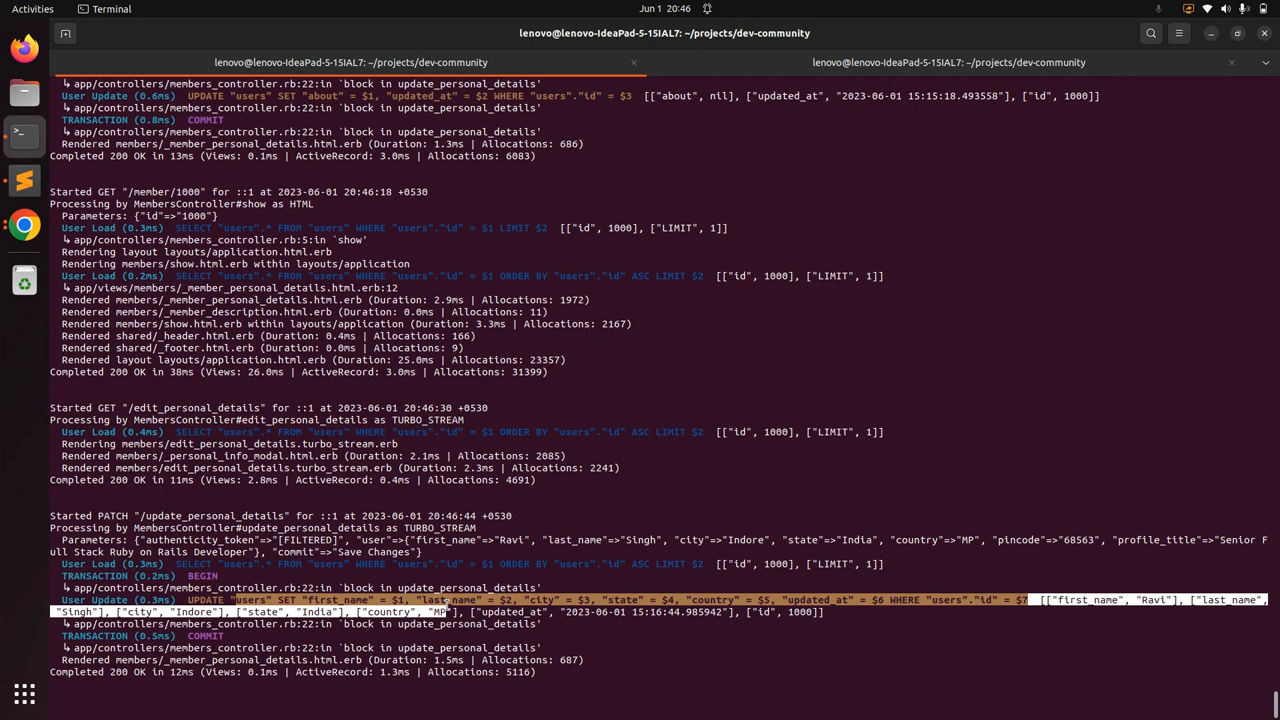 Activities
Terminal
Jun 1 20:46
lenovo@lenovo-IdeaPad-5-15IAL7: ~/projects/dev-community
lenovo@lenovo-IdeaPad-5-15IAL7: ~/projects/dev-community
lenovo@lenovo-IdeaPad-5-15IAL7: ~/projects/dev-community
↳ app/controllers/members_controller.rb:22:in `block in update_personal_details'
User Update (0.6ms)  UPDATE "users" SET "about" = $1, "updated_at" = $2 WHERE "users"."id" = $3  [["about", nil], ["updated_at", "2023-06-01 15:15:18.493558"], ["id", 1000]]
↳ app/controllers/members_controller.rb:22:in `block in update_personal_details'
TRANSACTION (0.8ms)  COMMIT
↳ app/controllers/members_controller.rb:22:in `block in update_personal_details'
Rendered members/_member_personal_details.html.erb (Duration: 1.3ms | Allocations: 686)
Completed 200 OK in 13ms (Views: 0.1ms | ActiveRecord: 3.0ms | Allocations: 6083)
Started GET "/member/1000" for ::1 at 2023-06-01 20:46:18 +0530
Processing by MembersController#show as HTML
Parameters: {"id"=>"1000"}
User Load (0.3ms)  SELECT "users".* FROM "users" WHERE "users"."id" = $1 LIMIT $2  [["id", 1000], ["LIMIT", 1]]
↳ app/controllers/members_controller.rb:5:in `show'
Rendering layout layouts/application.html.erb
Rendering members/show.html.erb within layouts/application
User Load (0.2ms)  SELECT "users".* FROM "users" WHERE "users"."id" = $1 ORDER BY "users"."id" ASC LIMIT $2  [["id", 1000], ["LIMIT", 1]]
↳ app/views/members/_member_personal_details.html.erb:12
Rendered members/_member_personal_details.html.erb (Duration: 2.9ms | Allocations: 1972)
Rendered members/_member_description.html.erb (Duration: 0.0ms | Allocations: 11)
Rendered members/show.html.erb within layouts/application (Duration: 3.3ms | Allocations: 2167)
Rendered shared/_header.html.erb (Duration: 0.4ms | Allocations: 166)
Rendered shared/_footer.html.erb (Duration: 0.0ms | Allocations: 9)
Rendered layout layouts/application.html.erb (Duration: 25.0ms | Allocations: 23357)
Completed 200 OK in 38ms (Views: 26.0ms | ActiveRecord: 3.0ms | Allocations: 31399)
Started GET "/edit_personal_details" for ::1 at 2023-06-01 20:46:30 +0530
Processing by MembersController#edit_personal_details as TURBO_STREAM
User Load (0.4ms)  SELECT "users".* FROM "users" WHERE "users"."id" = $1 ORDER BY "users"."id" ASC LIMIT $2  [["id", 1000], ["LIMIT", 1]]
Rendering members/edit_personal_details.turbo_stream.erb
Rendered members/_personal_info_modal.html.erb (Duration: 2.1ms | Allocations: 2085)
Rendered members/edit_personal_details.turbo_stream.erb (Duration: 2.3ms | Allocations: 2241)
Completed 200 OK in 11ms (Views: 2.8ms | ActiveRecord: 0.4ms | Allocations: 4691)
Started PATCH "/update_personal_details" for ::1 at 2023-06-01 20:46:44 +0530
Processing by MembersController#update_personal_details as TURBO_STREAM
Parameters: {"authenticity_token"=>"[FILTERED]", "user"=>{"first_name"=>"Ravi", "last_name"=>"Singh", "city"=>"Indore", "state"=>"India", "country"=>"MP", "pincode"=>"68563", "profile_title"=>"Senior F
ull Stack Ruby on Rails Developer"}, "commit"=>"Save Changes"}
User Load (0.3ms)  SELECT "users".* FROM "users" WHERE "users"."id" = $1 ORDER BY "users"."id" ASC LIMIT $2  [["id", 1000], ["LIMIT", 1]]
TRANSACTION (0.2ms)  BEGIN
↳ app/controllers/members_controller.rb:22:in `block in update_personal_details'
User Update (0.3ms)  UPDATE "users" SET "first_name" = $1, "last_name" = $2, "city" = $3, "state" = $4, "country" = $5, "updated_at" = $6 WHERE "users"."id" = $7  [["first_name", "Ravi"], ["last_name",
"Singh"], ["city", "Indore"], ["state", "India"], ["country", "MP"], ["updated_at", "2023-06-01 15:16:44.985942"], ["id", 1000]]
↳ app/controllers/members_controller.rb:22:in `block in update_personal_details'
TRANSACTION (0.5ms)  COMMIT
↳ app/controllers/members_controller.rb:22:in `block in update_personal_details'
Rendered members/_member_personal_details.html.erb (Duration: 1.5ms | Allocations: 687)
Completed 200 OK in 12ms (Views: 0.1ms | ActiveRecord: 1.3ms | Allocations: 5116)